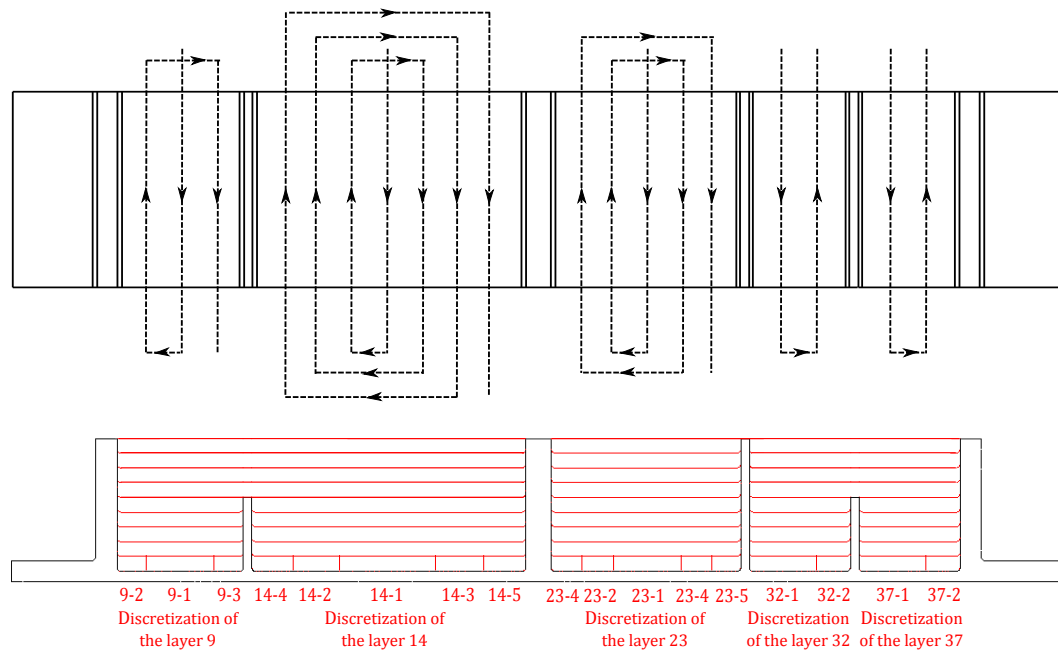 9-2 9-1 9-3 14-4 14-2 14-1 14-3 14-5 23-4 23-2 23-1 23-4 23-5 32-1 32-2 37-1 37-2
Discretization of
the layer 9
Discretization of
the layer 14
Discretization of
the layer 23
Discretization
of the layer 32
Discretization
of the layer 37